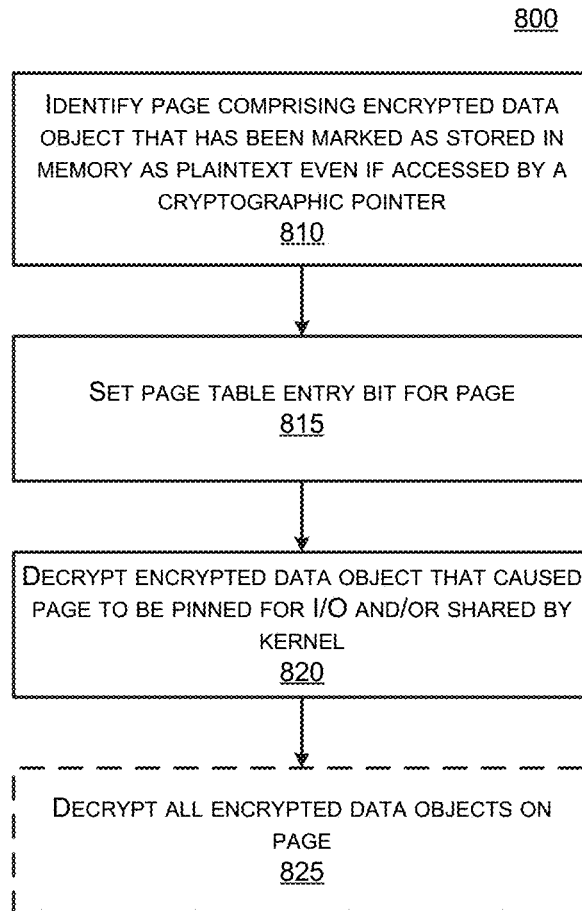 800
IDENTIFY PAGE COMPRISING ENCRYPTED DATA
OBJECT THAT HAS BEEN MARKED AS STORED IN
MEMORY AS PLAINTEXT EVEN IF ACCESSED BY A
CRYPTOGRAPHIC POINTER
810
SET PAGE TABLE ENTRY BIT FOR PAGE
815
DECRYPT ENCRYPTED DATA OBJECT THAT CAUSED
PAGE TO BE PINNED FOR I/O AND/OR SHARED BY
KERNEL
820
DECRYPT ALL ENCRYPTED DATA OBJECTS ON
PAGE
825